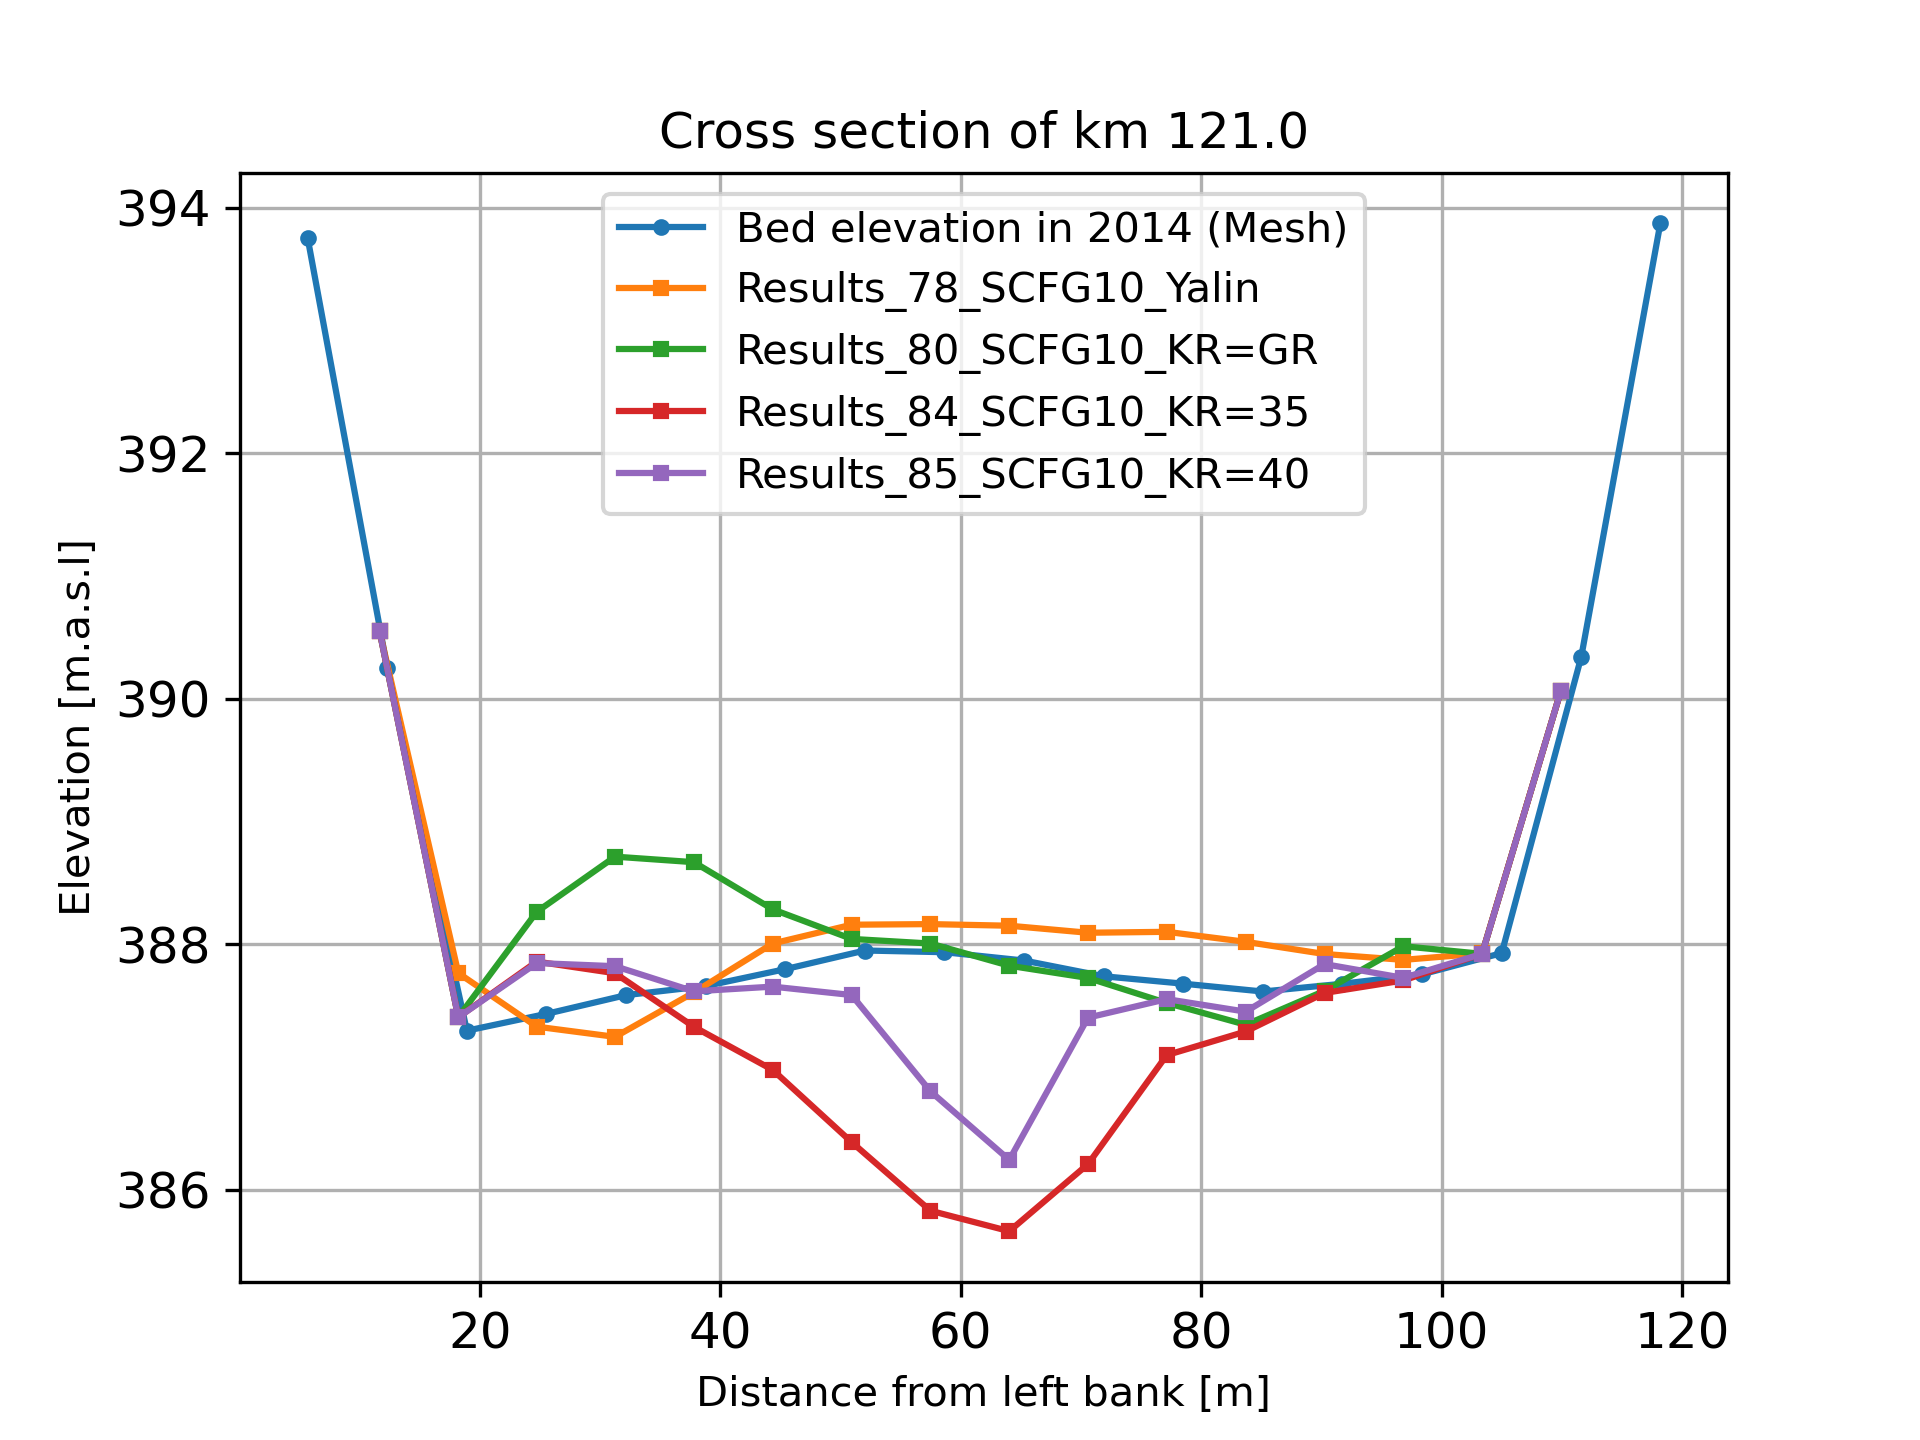 Cross section of km 121.0
394
392
390
388
386
Elevation [m.a.s.l]
Bed elevation in 2014 (Mesh)
Results_78_SCFG10_Yalin
Results_80_SCFG10_KR=GR
Results_84_SCFG10_KR=35
Results_85_SCFG10_KR=40
20 40 60 80 100 120
Distance from left bank [m]